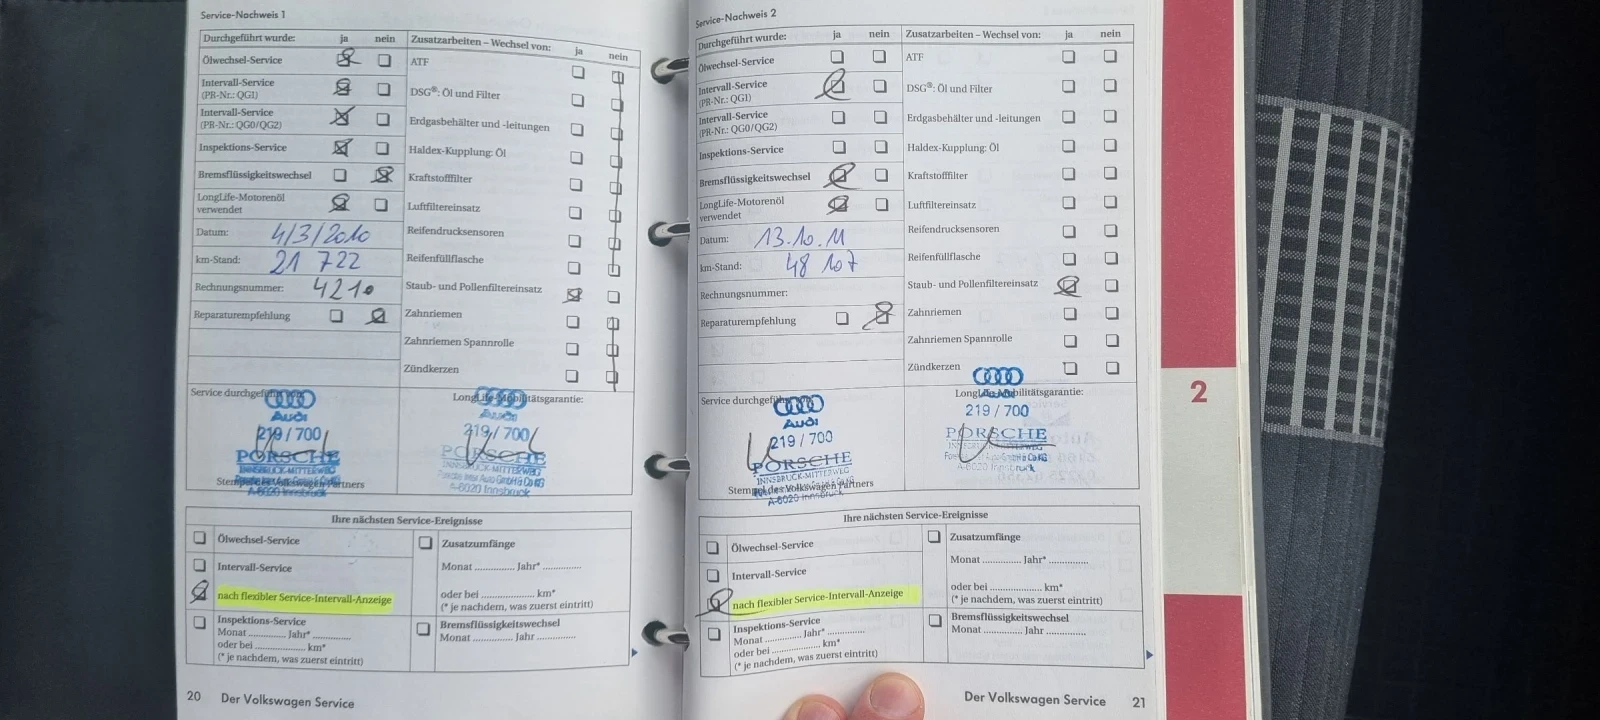 Service-Nachweis 1
Durchgeführt wurde: ja nein
Zusatzarbeiten – Wechsel von: ja nein
Ölwechsel-Service
ATF
Intervall-Service
(PR-Nr.: QG1)
DSG®: Öl und Filter
Intervall-Service
(PR-Nr.: QG0/QG2)
Erdgasbehälter und -leitungen
Inspektions-Service
Haldex-Kupplung: Öl
Bremsflüssigkeitswechsel
Kraftstofffilter
LongLife-Motorenöl
verwendet
Luftfiltereinsatz
Datum: 4/3/2010
Reifendrucksensoren
km-Stand: 21 722
Reifenfüllflasche
Rechnungsnummer: 4210
Staub- und Pollenfiltereinsatz
Reparaturempfehlung
Zahnriemen
Zahnriemen Spannrolle
Zündkerzen
Service durchgeführt
LongLife-Mobilitätsgarantie:
Audi
219 / 700
PORSCHE
INNSBRUCK-MITTERWEG
A-6020 Innsbruck
Stempel des Volkswagen Partners
Audi
219 / 700
PORSCHE
INNSBRUCK-MITTERWEG
A-6020 Innsbruck
Ihre nächsten Service-Ereignisse
Ölwechsel-Service
Intervall-Service
nach flexibler Service-Intervall-Anzeige
Inspektions-Service
Monat ............. Jahr* .............
oder bei .................... km*
(* je nachdem, was zuerst eintritt)
Zusatzumfänge
Monat ............. Jahr* .............
oder bei .................... km*
(* je nachdem, was zuerst eintritt)
Bremsflüssigkeitswechsel
Monat ............. Jahr .............
20 Der Volkswagen Service
Service-Nachweis 2
Durchgeführt wurde: ja nein
Zusatzarbeiten – Wechsel von: ja nein
Ölwechsel-Service
ATF
Intervall-Service
(PR-Nr.: QG1)
DSG®: Öl und Filter
Intervall-Service
(PR-Nr.: QG0/QG2)
Erdgasbehälter und -leitungen
Inspektions-Service
Haldex-Kupplung: Öl
Bremsflüssigkeitswechsel
Kraftstofffilter
LongLife-Motorenöl
verwendet
Luftfiltereinsatz
Datum: 13.10.11
Reifendrucksensoren
km-Stand: 48 107
Reifenfüllflasche
Rechnungsnummer:
Staub- und Pollenfiltereinsatz
Reparaturempfehlung
Zahnriemen
Zahnriemen Spannrolle
Zündkerzen
Service durchgeführt
LongLife-Mobilitätsgarantie:
Audi
219 / 700
PORSCHE
INNSBRUCK-MITTERWEG
A-6020 Innsbruck
Stempel des Volkswagen Partners
219 / 700
PORSCHE
A-6020 Innsbruck
Ihre nächsten Service-Ereignisse
Ölwechsel-Service
Intervall-Service
nach flexibler Service-Intervall-Anzeige
Inspektions-Service
Monat ............. Jahr* .............
oder bei .................... km*
(* je nachdem, was zuerst eintritt)
Zusatzumfänge
Monat ............. Jahr* .............
oder bei .................... km*
(* je nachdem, was zuerst eintritt)
Bremsflüssigkeitswechsel
Monat ............. Jahr .............
Der Volkswagen Service 21
2